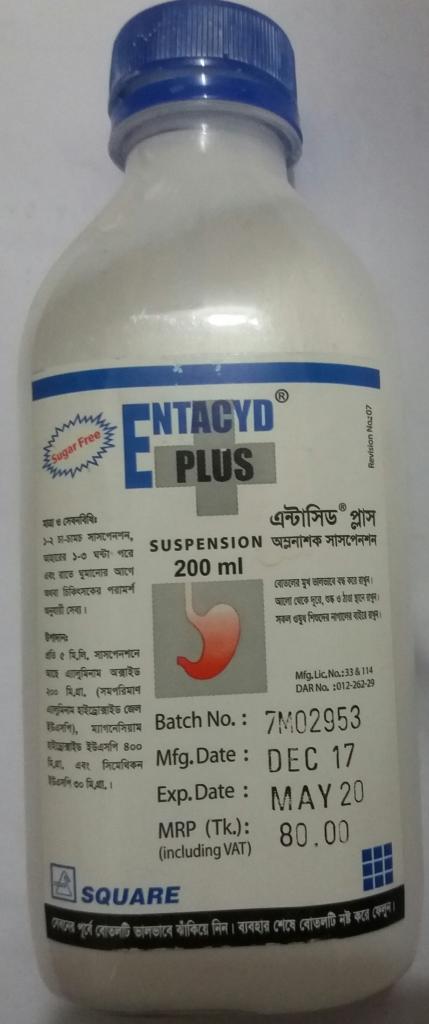 Sugar Free
ENTACYD®
PLUS
Revision No.:07
এন্টাসিড® প্লাস
SUSPENSION
অম্লনাশক সাসপেনশন
200 ml
মাত্রা ও সেবনবিধিঃ
১-২ চা-চামচ সাসপেনশন,
আহারের ১-৩ ঘন্টা পরে
এবং রাতে ঘুমানোর আগে
অথবা চিকিৎসকের পরামর্শ
অনুযায়ী সেব্য।
উপাদানঃ
প্রতি ৫ মি.লি. সাসপেনশনে
আছে এ্যালুমিনাম অক্সাইড
২০০ মি.গ্রা. (সমপরিমাণ
এ্যালুমিনাম হাইড্রোক্সাইড জেল
ইউএসপি), ম্যাগনেসিয়াম
হাইড্রোক্সাইড ইউএসপি ৪০০
মি.গ্রা. এবং সিমেথিকন
ইউএসপি ৩০ মি.গ্রা.।
বোতলের মুখ ভালভাবে বন্ধ করে রাখুন।
আলো থেকে দূরে, শুষ্ক ও ঠান্ডা স্থানে রাখুন।
সকল ওষুধ শিশুদের নাগালের বাইরে রাখুন।
Mfg. Lic. No.:33 & 114
DAR No. :012-262-29
Batch No. : 7M02953
Mfg. Date : DEC 17
Exp. Date : MAY 20
MRP (Tk.): 80.00
(including VAT)
SQUARE
সেবনের পূর্বে বোতলটি ভালভাবে ঝাঁকিয়ে নিন। ব্যবহার শেষে বোতলটি নষ্ট করে ফেলুন।